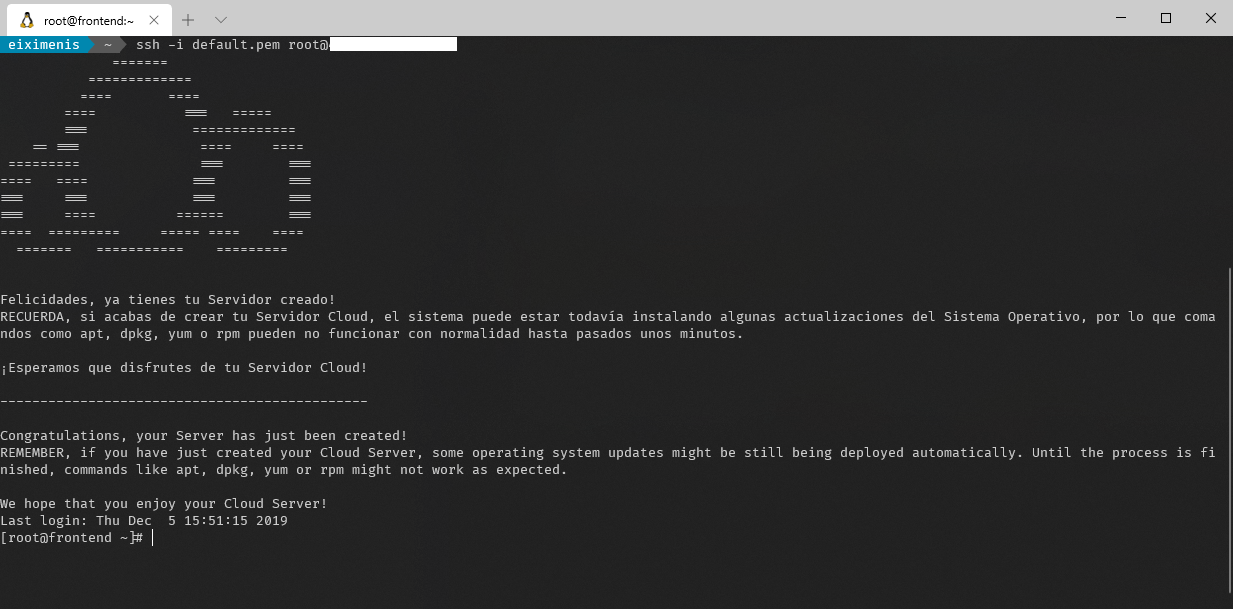 root@frontend:~
eiximenis ~ ssh -i default.pem root@
=======
=============
==== ====
==== === =====
=== =============
== === ==== ====
========= === ===
==== ==== === ===
=== === === ===
=== ==== ====== ===
==== ========= ===== ==== ====
======= =========== =========
Felicidades, ya tienes tu Servidor creado!
RECUERDA, si acabas de crear tu Servidor Cloud, el sistema puede estar todavía instalando algunas actualizaciones del Sistema Operativo, por lo que coma
ndos como apt, dpkg, yum o rpm pueden no funcionar con normalidad hasta pasados unos minutos.
¡Esperamos que disfrutes de tu Servidor Cloud!
----------------------------------------------
Congratulations, your Server has just been created!
REMEMBER, if you have just created your Cloud Server, some operating system updates might be still being deployed automatically. Until the process is fi
nished, commands like apt, dpkg, yum or rpm might not work as expected.
We hope that you enjoy your Cloud Server!
Last login: Thu Dec  5 15:51:15 2019
[root@frontend ~]#